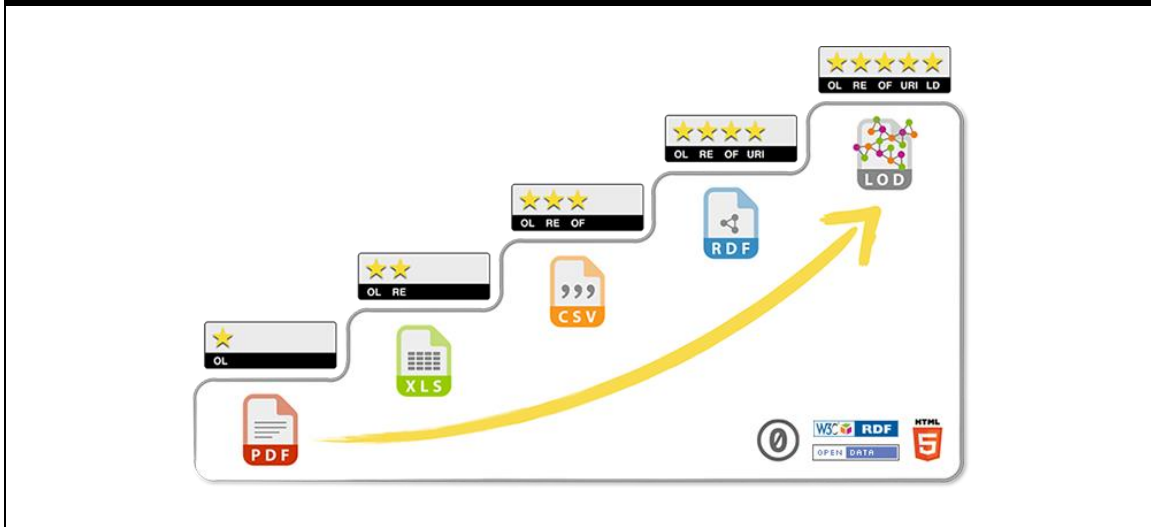 OL RE OF URI LD
OL RE OF URI
LOD
OL RE OF
RDF
OL RE
CSV
OL
XLS
PDF
0
W3C RDF
OPEN DATA
HTML
5